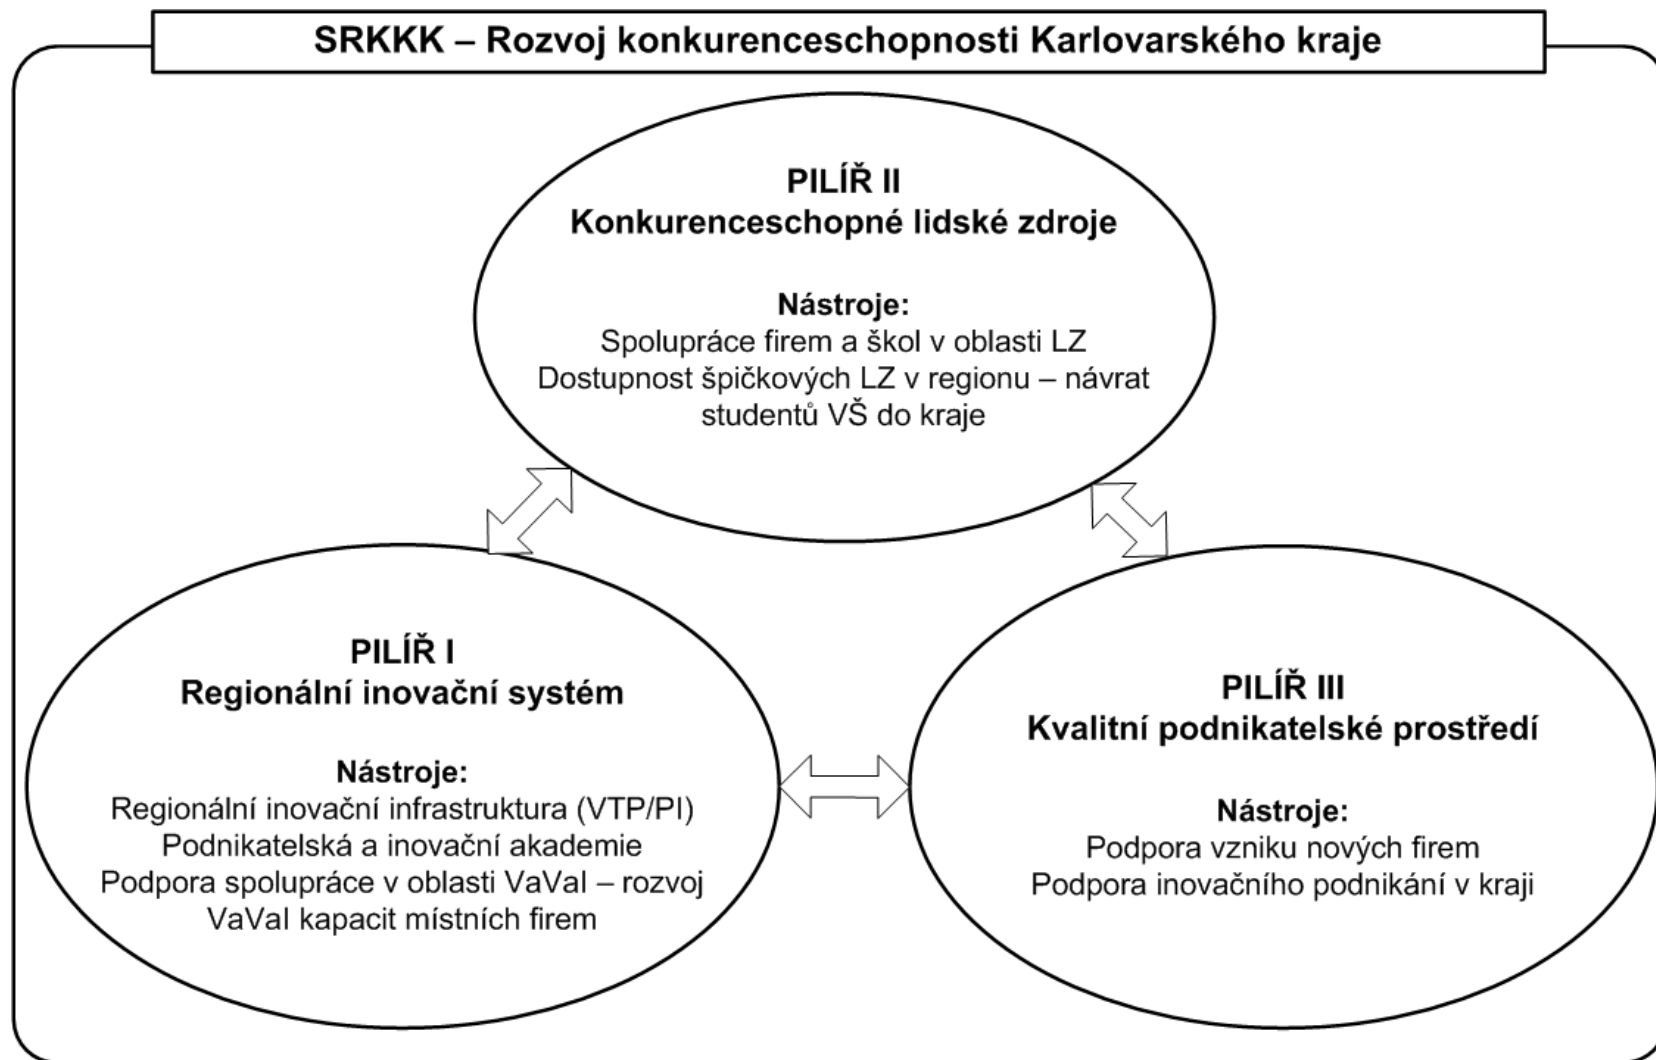 SRKKK – Rozvoj konkurenceschopnosti Karlovarského kraje
PILÍŘ II
Konkurenceschopné lidské zdroje
Nástroje:
Spolupráce firem a škol v oblasti LZ
Dostupnost špičkových LZ v regionu – návrat
studentů VŠ do kraje
PILÍŘ I
Regionální inovační systém
Nástroje:
Regionální inovační infrastruktura (VTP/PI)
Podnikatelská a inovační akademie
Podpora spolupráce v oblasti VaVaI – rozvoj
VaVaI kapacit místních firem
PILÍŘ III
Kvalitní podnikatelské prostředí
Nástroje:
Podpora vzniku nových firem
Podpora inovačního podnikání v kraji